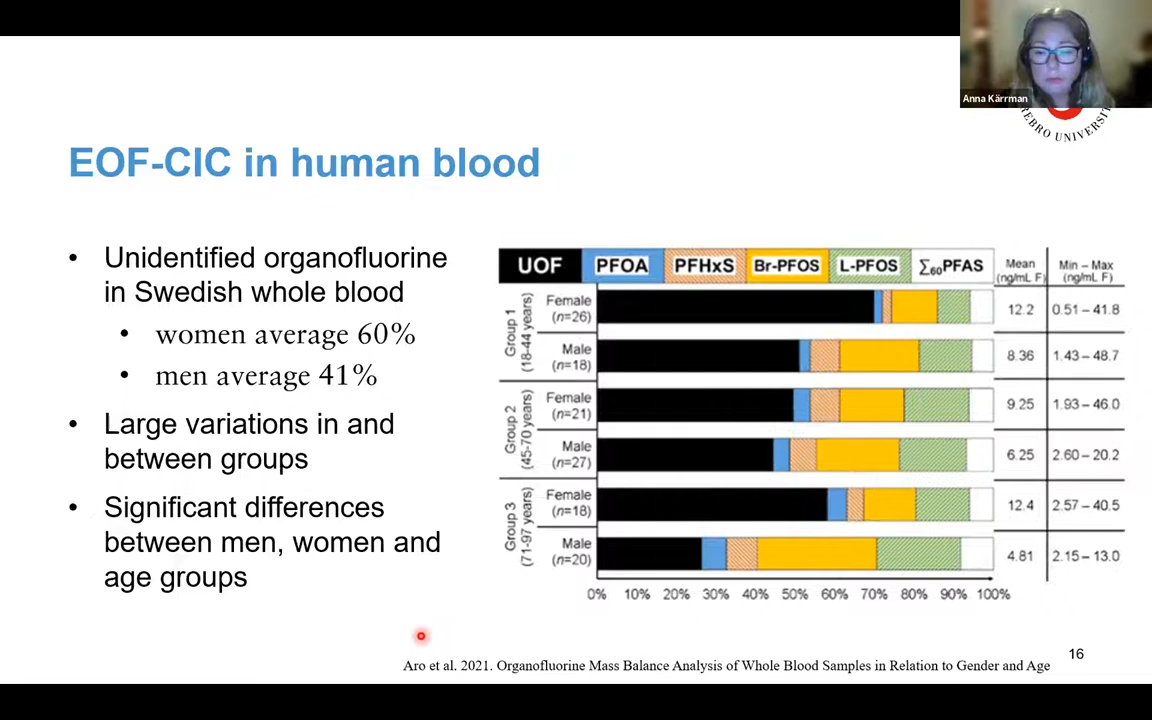 Anna Kärrman
REBRO UNIVERSI
EOF-CIC in human blood
• Unidentified organofluorine
in Swedish whole blood
• women average 60%
• men average 41%
• Large variations in and
between groups
• Significant differences
between men, women and
age groups
UOF PFOA PFHxS Br-PFOS L-PFOS ∑60PFAS Mean Min – Max
(ng/mL F) (ng/mL F)
Group 1
(18-44 years)
Female
(n=26)
12.2 0.51 – 41.8
Male
(n=18)
8.36 1.43 – 48.7
Group 2
(45-70 years)
Female
(n=21)
9.25 1.93 – 46.0
Male
(n=27)
6.25 2.60 – 20.2
Group 3
(71-97 years)
Female
(n=18)
12.4 2.57 – 40.5
Male
(n=20)
4.81 2.15 – 13.0
0% 10% 20% 30% 40% 50% 60% 70% 80% 90% 100%
16
Aro et al. 2021. Organofluorine Mass Balance Analysis of Whole Blood Samples in Relation to Gender and Age